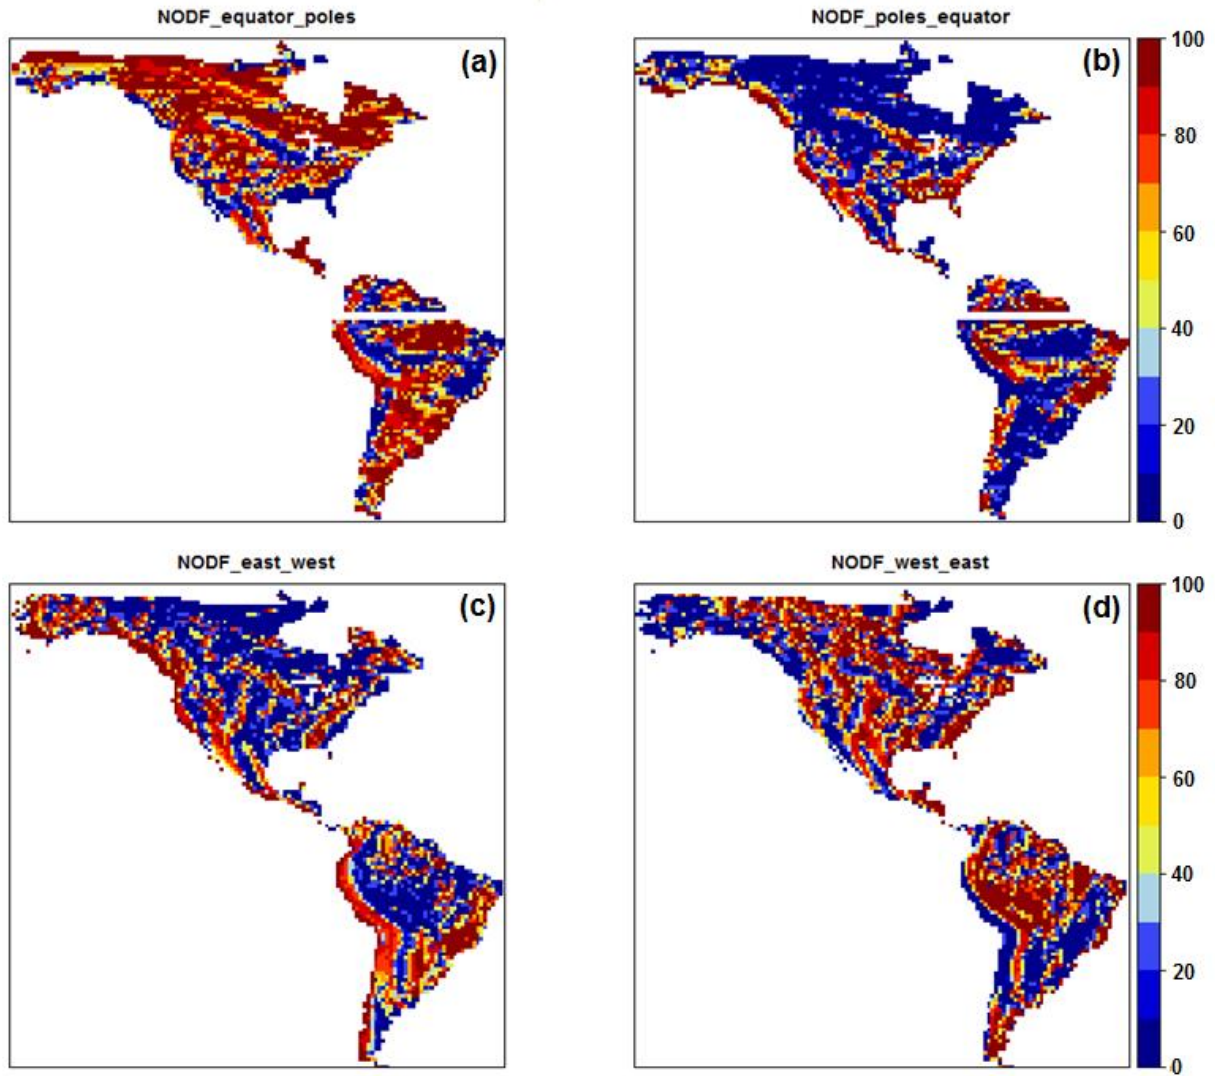 NODF_equator_poles
NODF_poles_equator
(a)
(b)
100
80
60
40
20
0
NODF_east_west
NODF_west_east
(c)
(d)
100
80
60
40
20
0